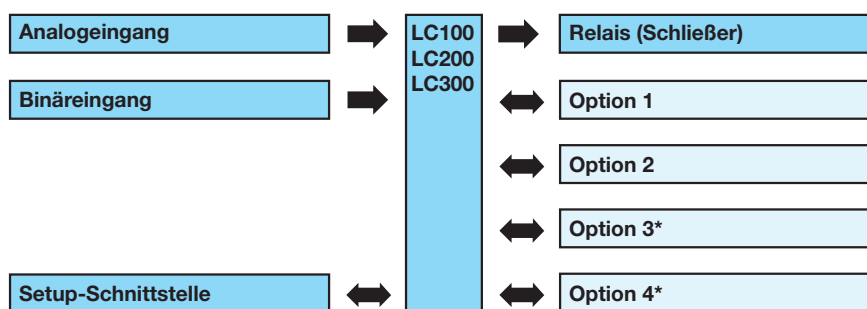 Analogeingang
LC100
LC200
LC300
Relais (Schließer)
Binäreingang
Option 1
Option 2
Option 3*
Setup-Schnittstelle
Option 4*